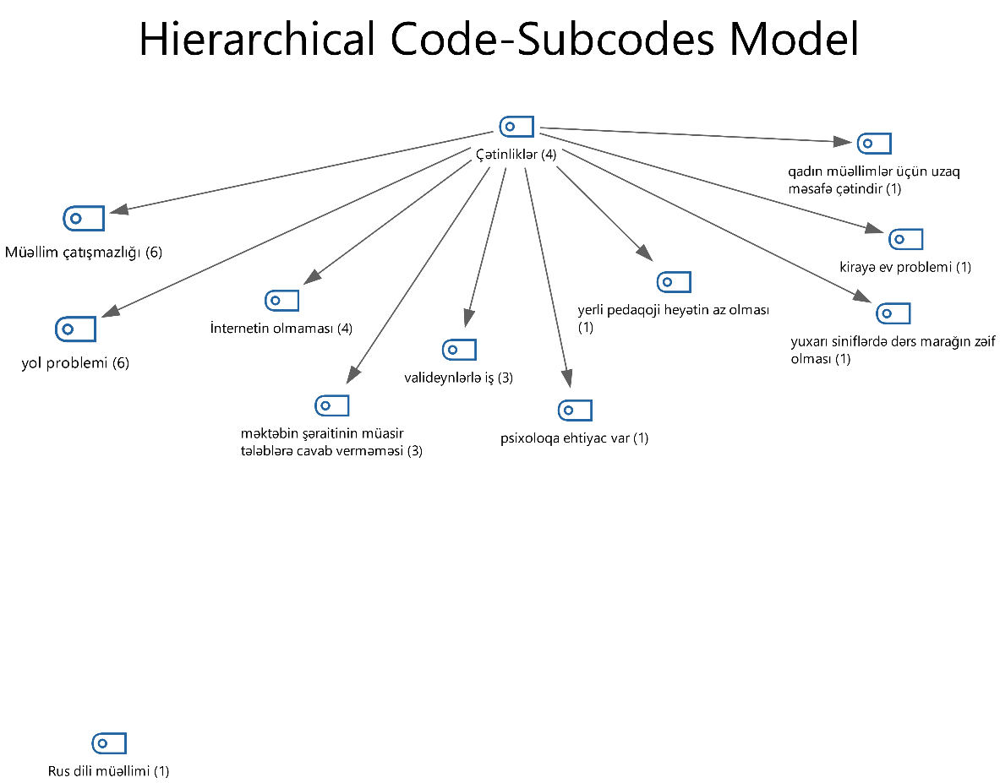 Hierarchical Code-Subcodes Model
Çətinliklər (4)
qadın müəllimlər üçün uzaq
məsafə çətindir (1)
Müəllim çatışmazlığı (6)
kirayə ev problemi (1)
yerli pedaqoji heyətin az olması
(1)
İnternetin olmaması (4)
yuxarı siniflərdə dərs marağın zəif
olması (1)
yol problemi (6)
valideynlərlə iş (3)
məktəbin şəraitinin müasir
tələblərə cavab verməməsi (3)
psixoloqa ehtiyac var (1)
Rus dili müəllimi (1)